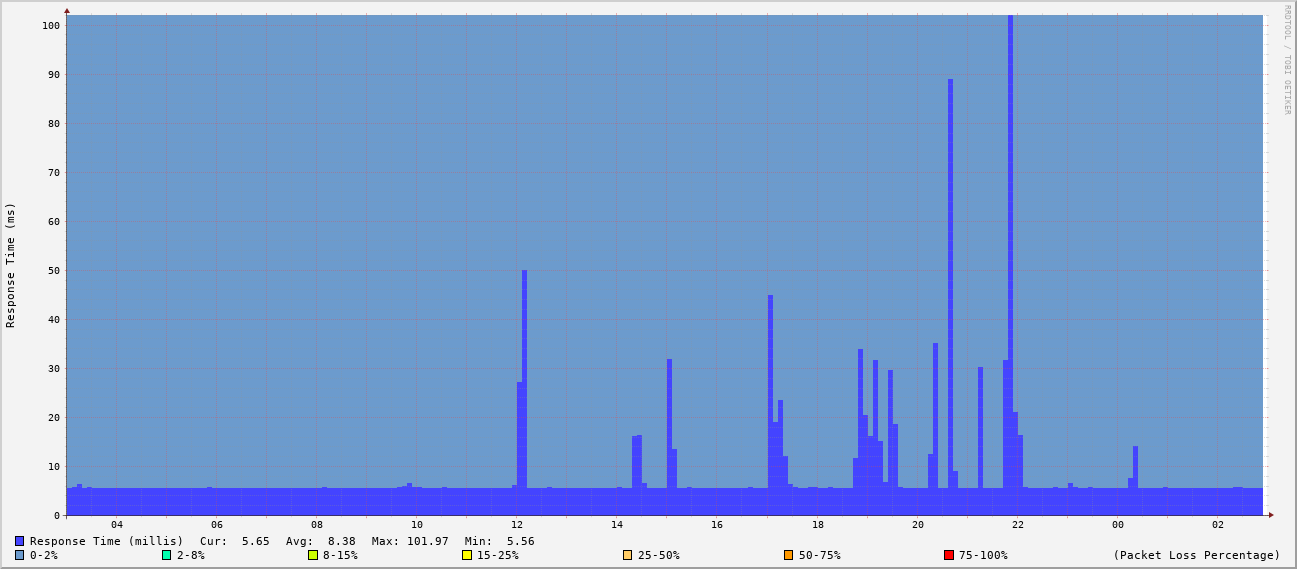 RRDTOOL / TOBI OETIKER
Response Time (ms)
100
90
80
70
60
50
40
30
20
10
0
04 06 08 10 12 14 16 18 20 22 00 02
Response Time (millis) Cur: 5.65 Avg: 8.38 Max: 101.97 Min: 5.56
0-2% 2-8% 8-15% 15-25% 25-50% 50-75% 75-100% (Packet Loss Percentage)